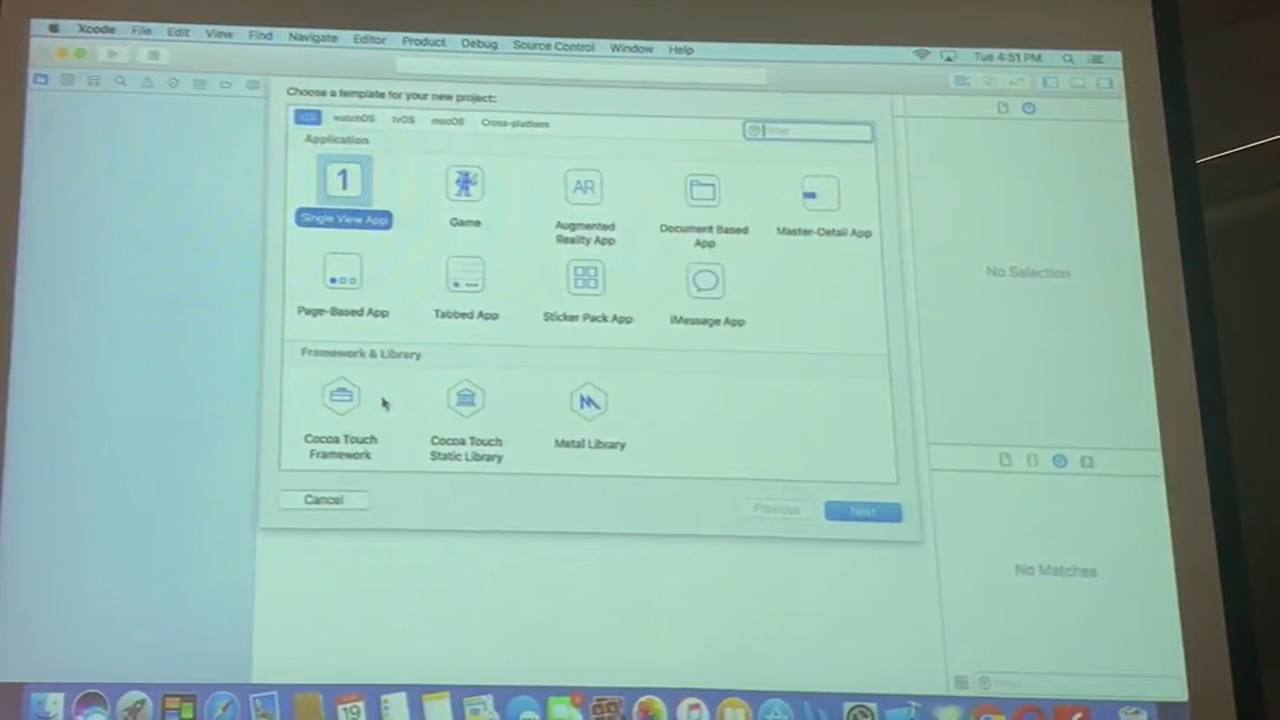 Xcode File Edit View Find Navigate Editor Product Debug Source Control Window Help
Tue 4:51 PM
Choose a template for your new project:
iOS watchOS tvOS macOS Cross-platform
Application
1
AR
Single View App
Game
Augmented Reality App
Document Based App
Master-Detail App
Page-Based App
Tabbed App
Sticker Pack App
iMessage App
Framework & Library
Cocoa Touch Framework
Cocoa Touch Static Library
Metal Library
Cancel
Previous
Next
No Selection
No Matches
19